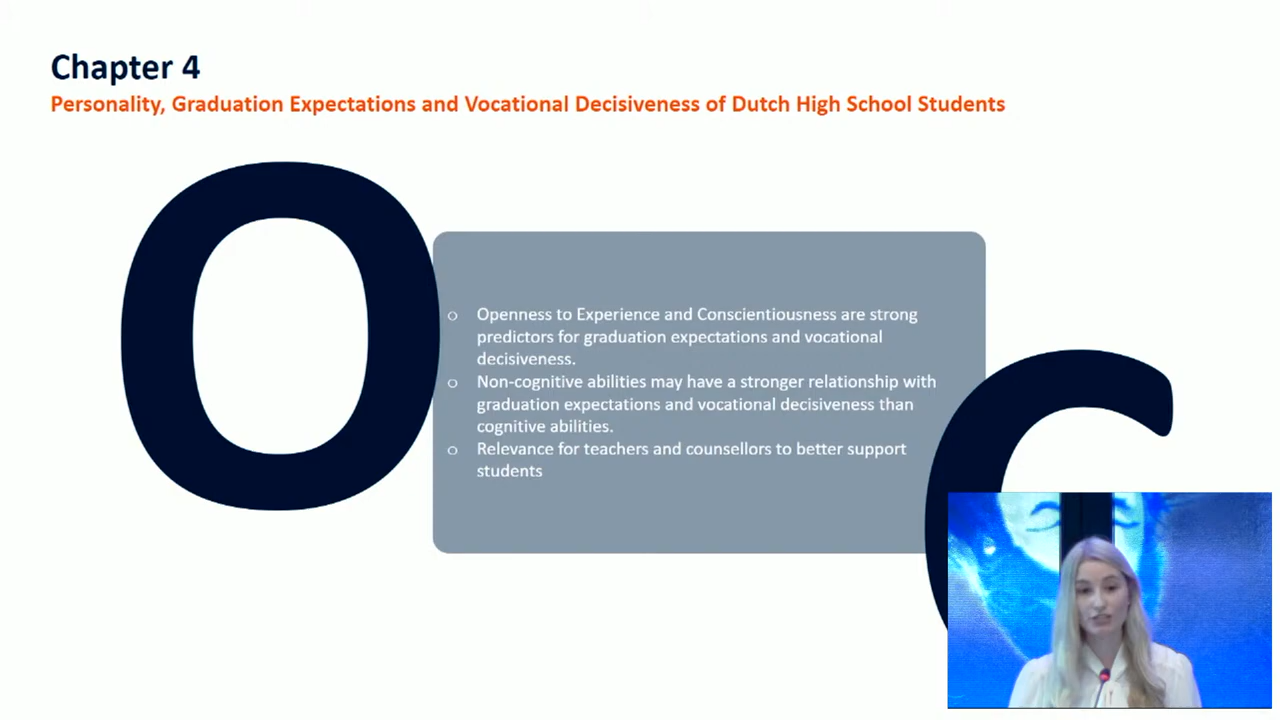 Chapter 4
Personality, Graduation Expectations and Vocational Decisiveness of Dutch High School Students
O
o Openness to Experience and Conscientiousness are strong
predictors for graduation expectations and vocational
decisiveness.
o Non-cognitive abilities may have a stronger relationship with
graduation expectations and vocational decisiveness than
cognitive abilities.
o Relevance for teachers and counsellors to better support
students
C